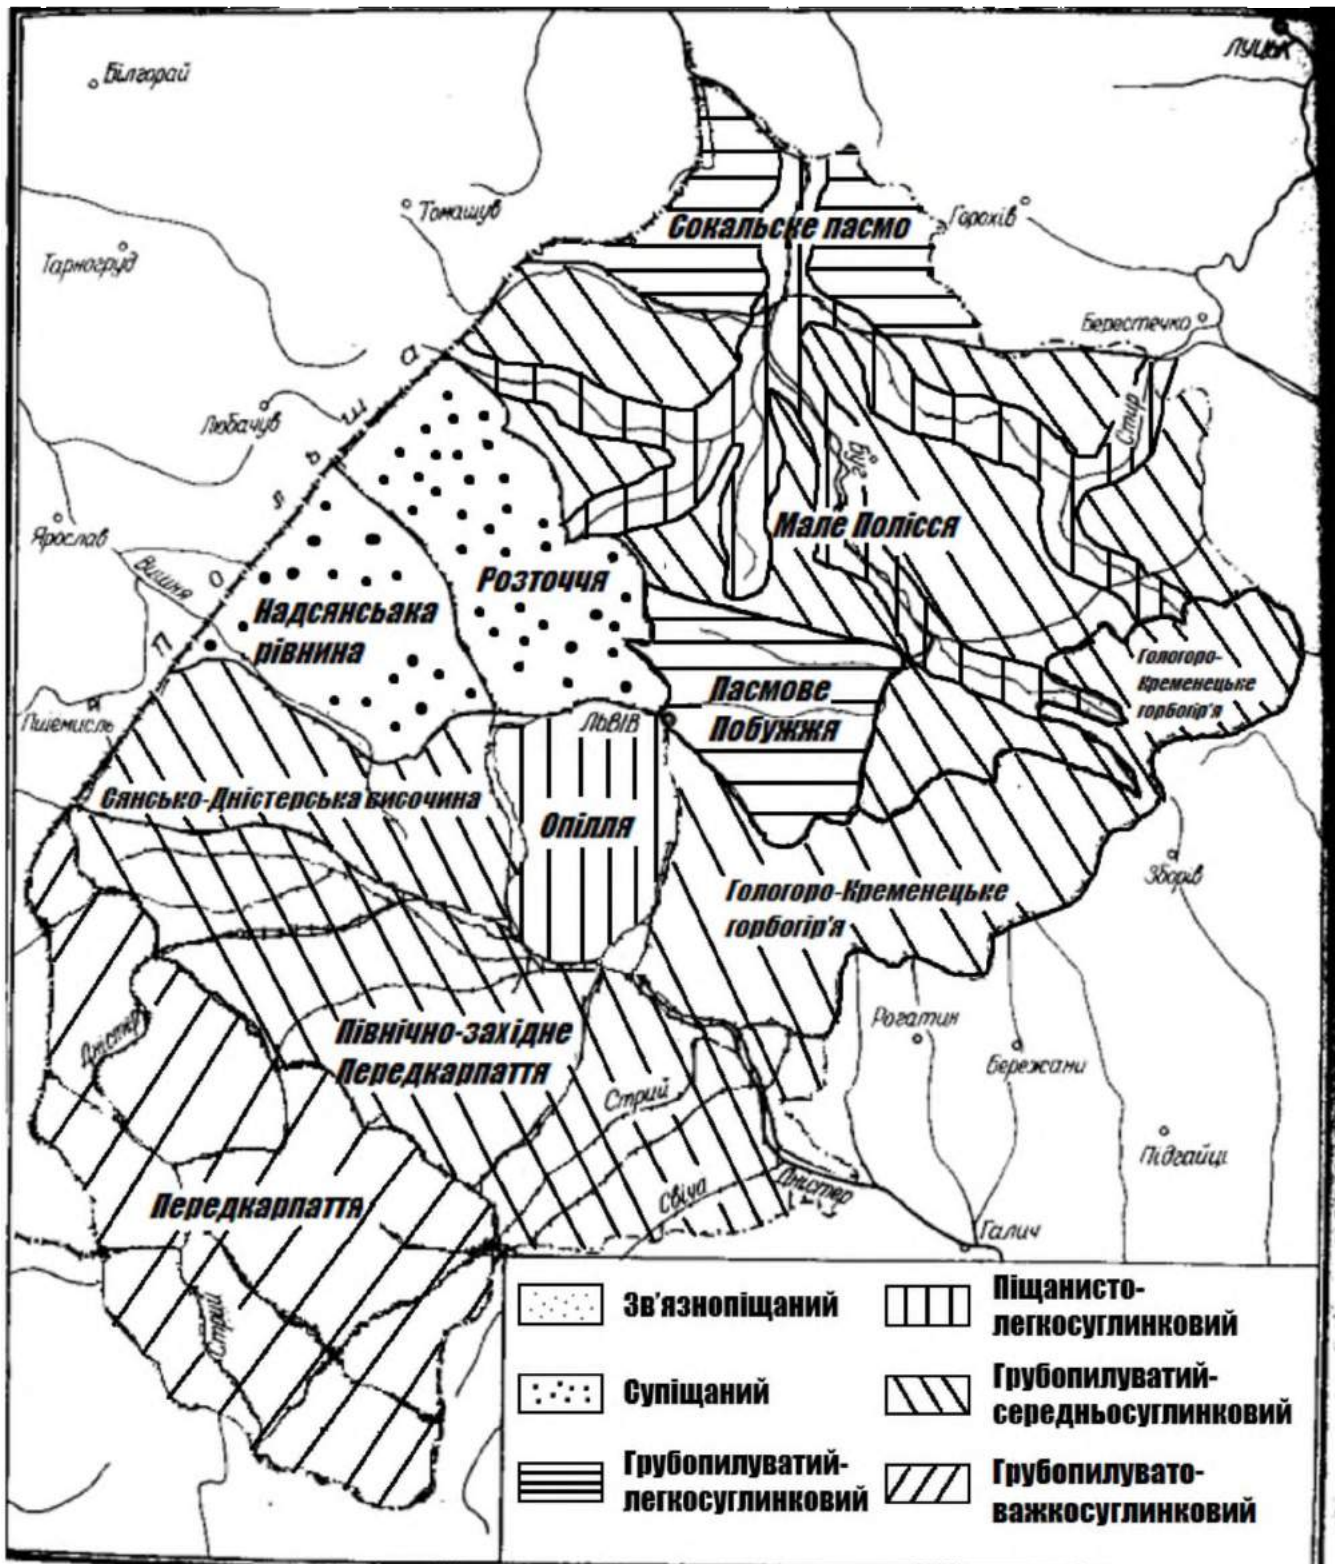 ЛУЦЬК
Білгорай
Томашув
Горохів
Сокальске пасмо
Тарногруд
Берестечко
Любачув
Стир
Буг
Мале Полісся
Ярослав
Вишня
Розточчя
Надсянсьака
рівнина
П о л ь щ а
Гологоро-
Кременецьке
горбогір'я
Пасмове
Побужжя
Пшемисль
ЛЬВІВ
Сянсько-Дністерська височина
Опілля
Зборів
Гологоро-Кременецьке
горбогір'я
Рогатин
Північно-західне
Передкарпаття
Дністер
Бережани
Стрий
Підгайці
Свіча
Дністер
Передкарпаття
Галич
Стрий
Зв'язнопіщаний
Піщанисто-
легкосуглинковий
Супіщаний
Грубопилуватий-
середньосуглинковий
Грубопилуватий-
легкосуглинковий
Грубопилувато-
важкосуглинковий